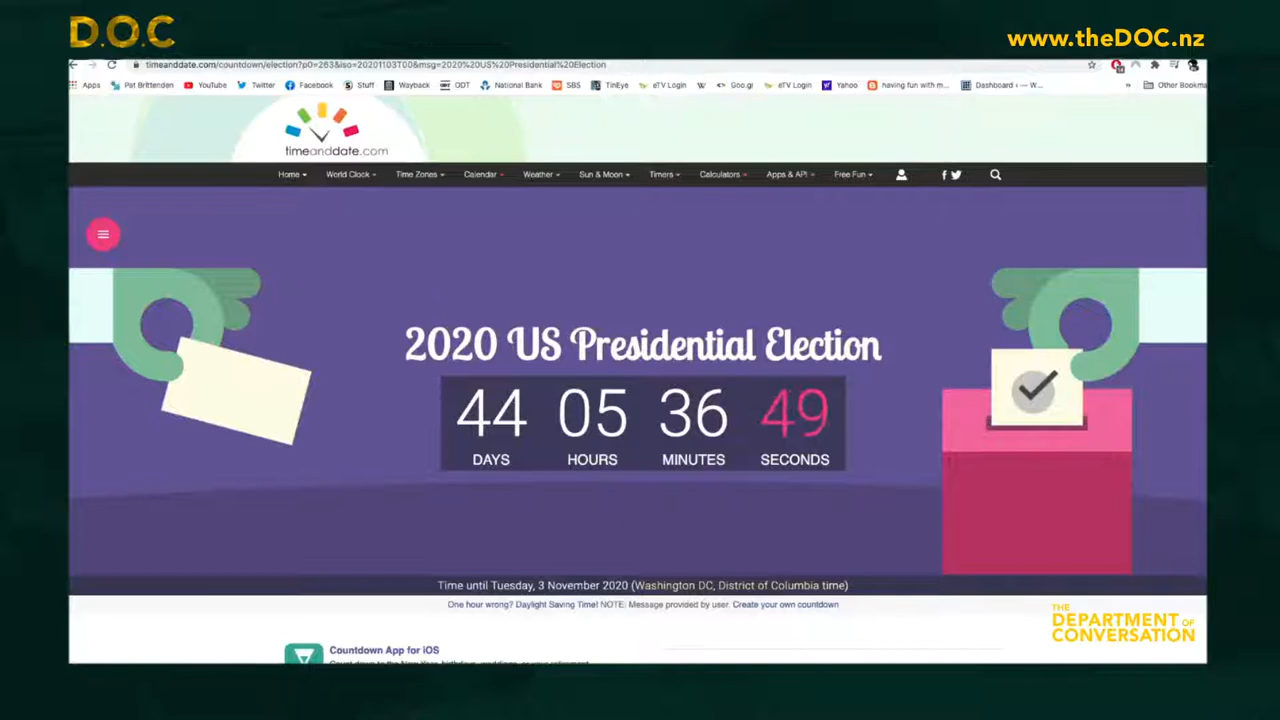 D.O.C
www.theDOC.nz
timeanddate.com/countdown/election?p0=263&iso=20201103T00&msg=2020%20US%20Presidential%20Election
Apps Pat Brittenden YouTube Twitter Facebook Stuff Wayback ODT National Bank SBS TinEye eTV Login Goo.gl eTV Login Yahoo having fun with m... Dashboard ‹ — W... » Other Bookma
timeanddate.com
Home World Clock Time Zones Calendar Weather Sun & Moon Timers Calculators Apps & API Free Fun
2020 US Presidential Election
44 05 36 49
DAYS HOURS MINUTES SECONDS
Time until Tuesday, 3 November 2020 (Washington DC, District of Columbia time)
One hour wrong? Daylight Saving Time! NOTE: Message provided by user. Create your own countdown
THE
DEPARTMENT OF
CONVERSATION
Countdown App for iOS